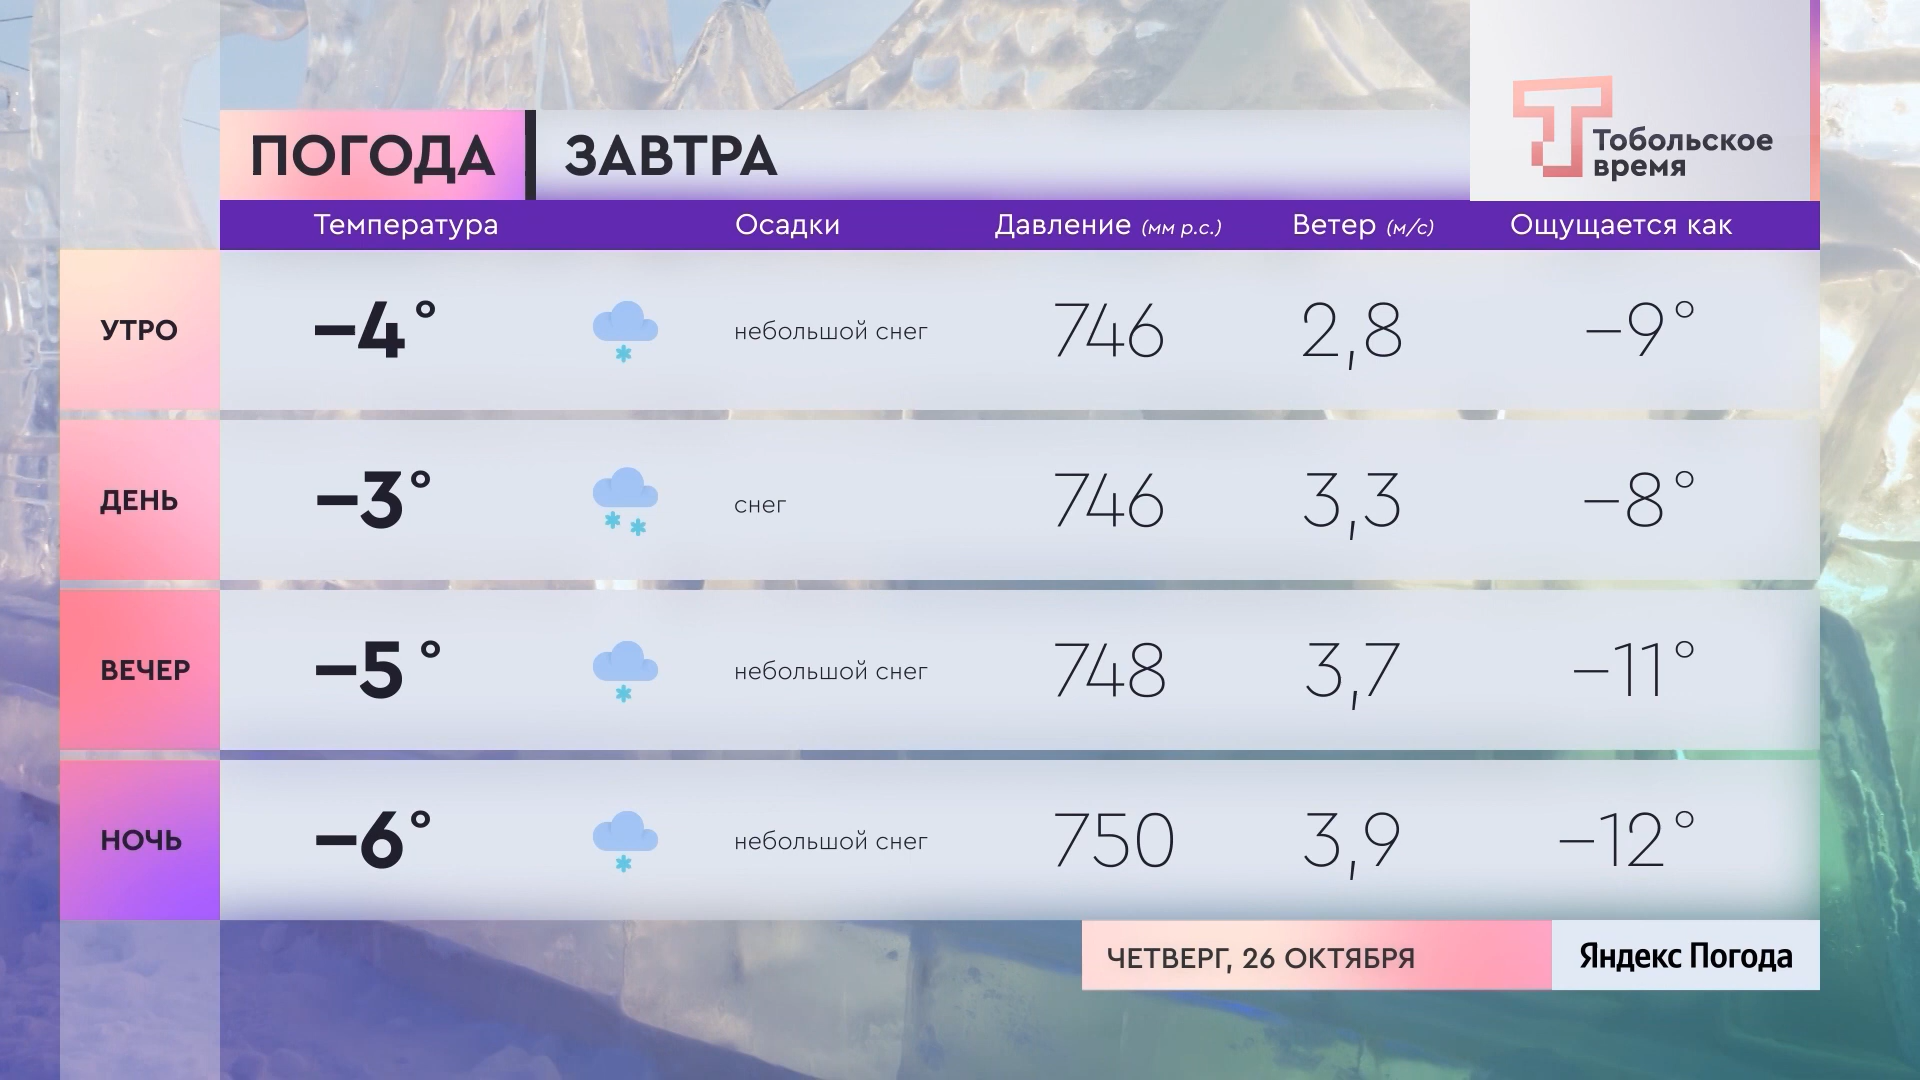 ПОГОДА ЗАВТРА
Тобольское
время
Температура Осадки Давление (мм р.с.) Ветер (м/с) Ощущается как
УТРО −4° небольшой снег 746 2,8 −9°
ДЕНЬ −3° снег 746 3,3 −8°
ВЕЧЕР −5° небольшой снег 748 3,7 −11°
НОЧЬ −6° небольшой снег 750 3,9 −12°
ЧЕТВЕРГ, 26 ОКТЯБРЯ Яндекс Погода